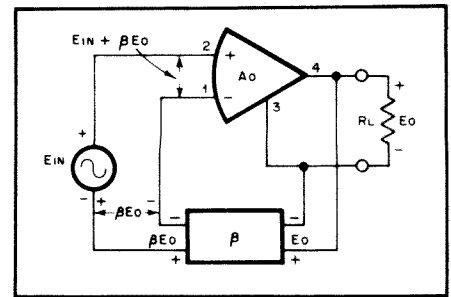 EIN + βEO
2
+
AO
4
1
−
3
+
RL
EO
−
+
EIN
−
+
−
βEO
−
−
βEO
β
EO
+
+